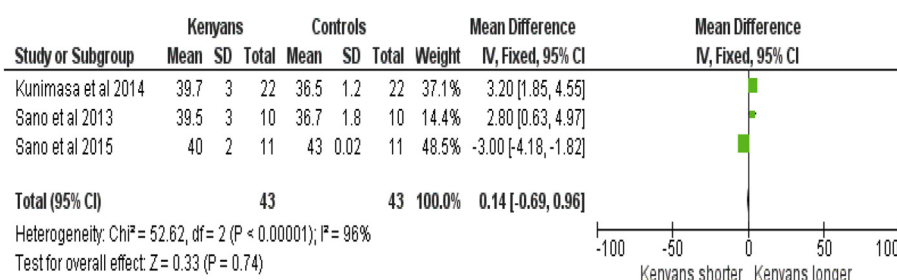 Kenyans Controls Mean Difference Mean Difference
Study or Subgroup Mean SD Total Mean SD Total Weight IV, Fixed, 95% CI IV, Fixed, 95% CI
Kunimasa et al 2014 39.7 3 22 36.5 1.2 22 37.1% 3.20 [1.85, 4.55]
Sano et al 2013 39.5 3 10 36.7 1.8 10 14.4% 2.80 [0.63, 4.97]
Sano et al 2015 40 2 11 43 0.02 11 48.5% -3.00 [-4.18, -1.82]
Total (95% CI) 43 43 100.0% 0.14 [-0.69, 0.96]
Heterogeneity: Chi² = 52.62, df = 2 (P < 0.00001); I² = 96%
Test for overall effect: Z = 0.33 (P = 0.74)
-100 -50 0 50 100
Kenyans shorter Kenyans longer